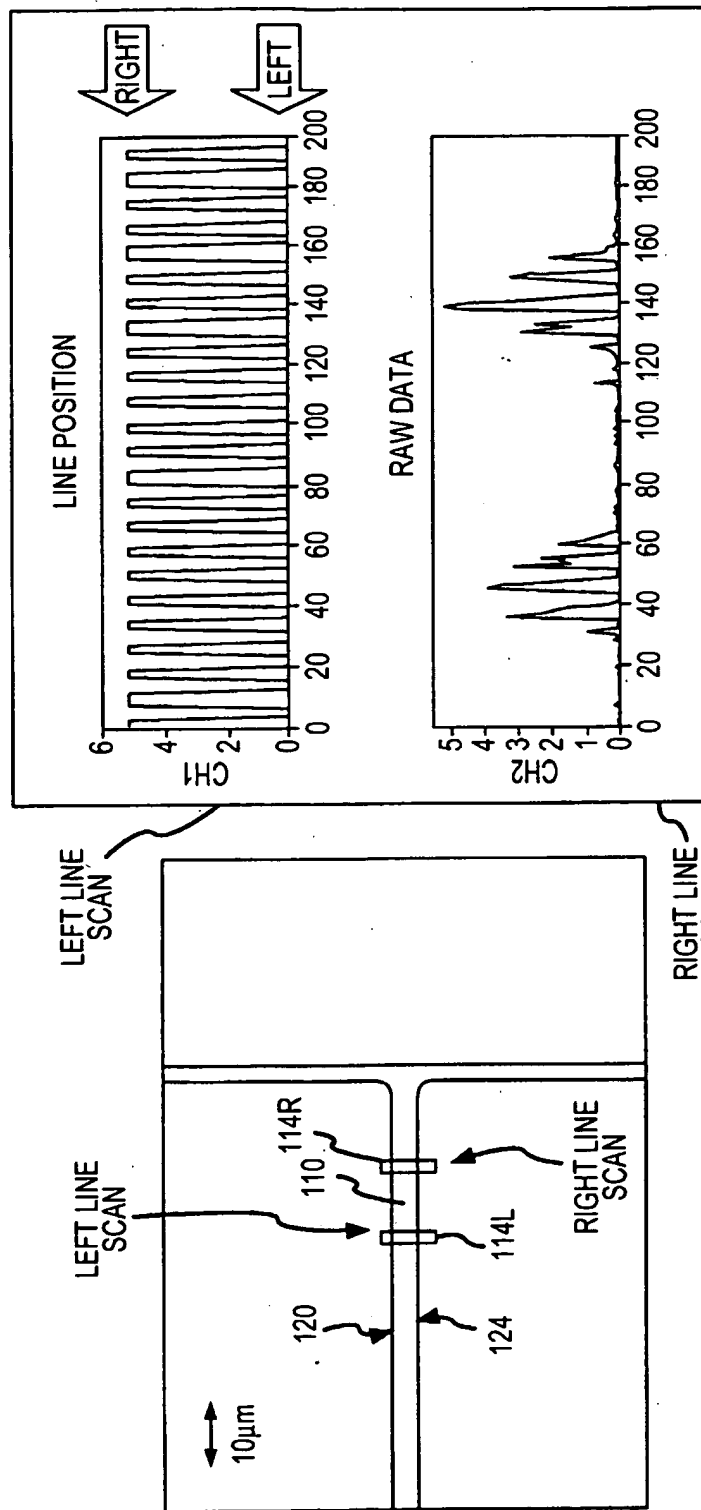 10µm
120
124
LEFT LINE
SCAN
110
114R
114L
RIGHT LINE
SCAN
LEFT LINE
SCAN
RIGHT LINE
LINE POSITION
RIGHT
LEFT
CH1
6
4
2
0
0 20 40 60 80 100 120 140 160 180 200
RAW DATA
CH2
5
4
3
2
1
0
0 20 40 60 80 100 120 140 160 180 200